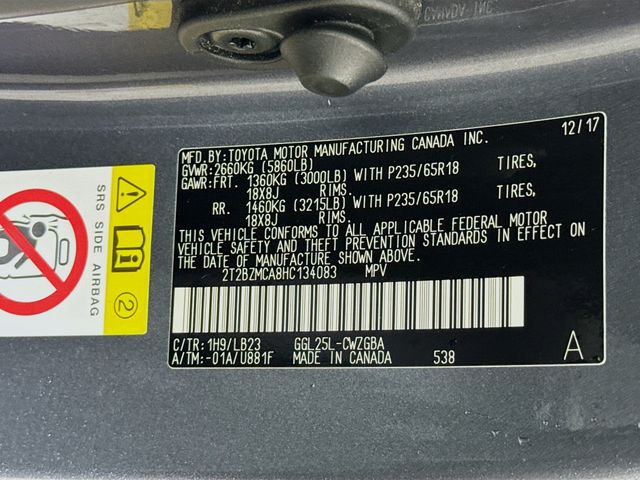 CANADA INC
12/17
MFD.BY:TOYOTA MOTOR MANUFACTURING CANADA INC.
GVWR:2660KG (5860LB)
GAWR:FRT. 1360KG (3000LB) WITH P235/65R18 TIRES,
18X8J RIMS.
RR. 1460KG (3215LB) WITH P235/65R18 TIRES,
18X8J RIMS.
THIS VEHICLE CONFORMS TO ALL APPLICABLE FEDERAL MOTOR
VEHICLE SAFETY AND THEFT PREVENTION STANDARDS IN EFFECT ON
THE DATE OF MANUFACTURE SHOWN ABOVE.
2T2BZMCA8HC134083 MPV
C/TR:1H9/LB23 GGL25L-CWZGBA
A/TM:-01A/U881F MADE IN CANADA 538
A
SRS SIDE AIRBAG
2